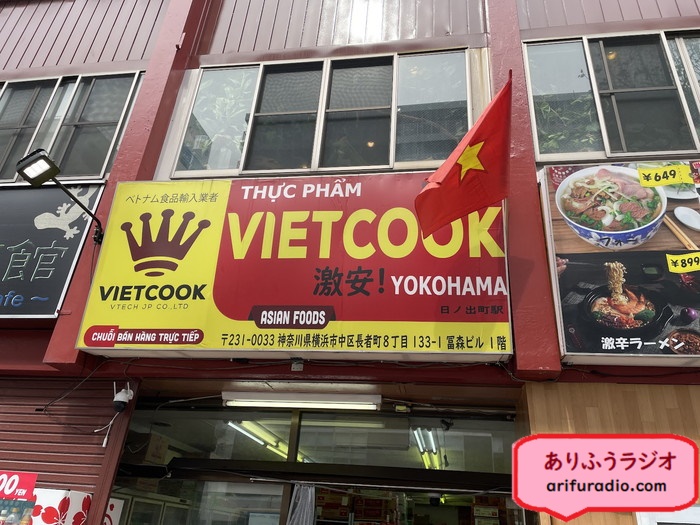 ベトナム食品輸入業者
VIETCOOK
VTECH JP CO.,LTD
CHUỖI BÁN HÀNG TRỰC TIẾP
THỰC PHẨM
VIETCOOK
激安! YOKOHAMA
日ノ出町駅
ASIAN FOODS
〒231-0033 神奈川県横浜市中区長者町8丁目133-1 冨森ビル 1階
食官
¥649
¥899
激辛ラーメン
00 YEN
ありふうラジオ
arifuradio.com